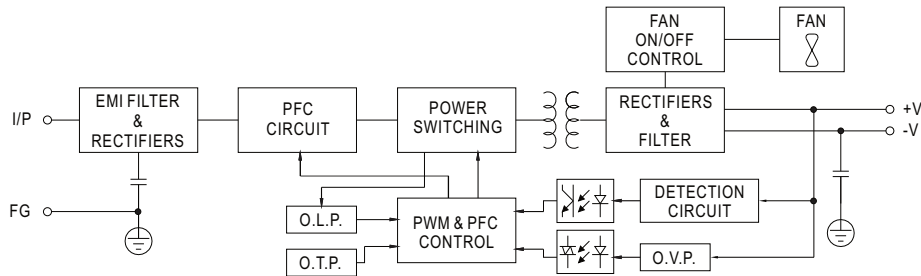 FAN
ON/OFF
CONTROL
FAN
I/P
EMI FILTER
&
RECTIFIERS
PFC
CIRCUIT
POWER
SWITCHING
RECTIFIERS
&
FILTER
+V
-V
FG
O.L.P.
O.T.P.
PWM & PFC
CONTROL
DETECTION
CIRCUIT
O.V.P.